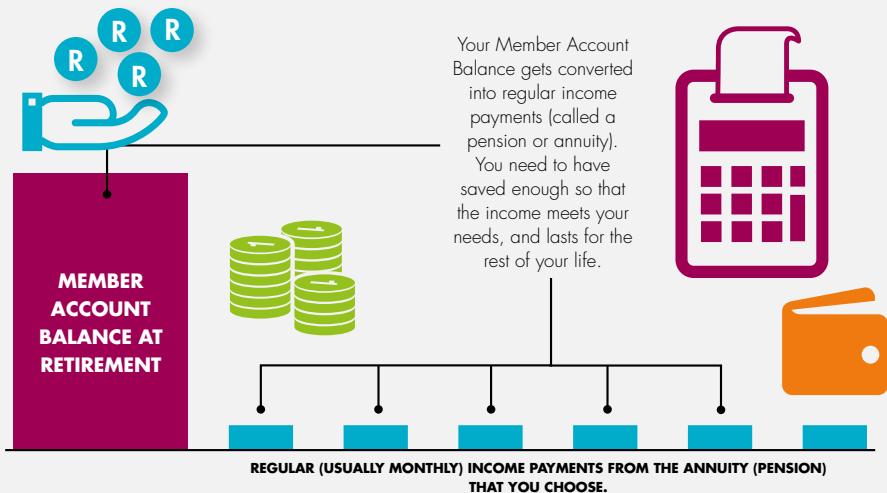 R
R
R
R
Your Member Account
Balance gets converted
into regular income
payments (called a
pension or annuity).
You need to have
saved enough so that
the income meets your
needs, and lasts for the
rest of your life.
MEMBER
ACCOUNT
BALANCE AT
RETIREMENT
REGULAR (USUALLY MONTHLY) INCOME PAYMENTS FROM THE ANNUITY (PENSION)
THAT YOU CHOOSE.